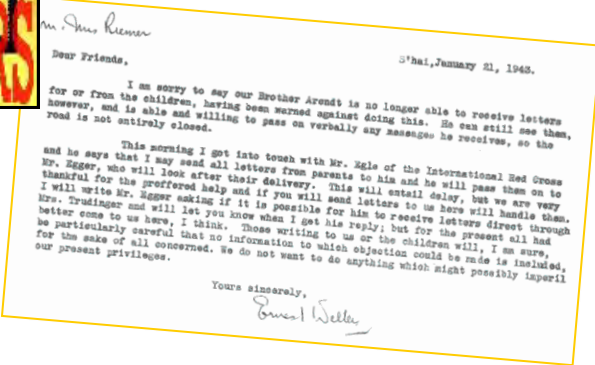 RS
Mr. Mrs Riemer
S'hai, January 21, 1943.
Dear Friends,
I am sorry to say our Brother Arendt is no longer able to receive letters
for or from the children, having been warned against doing this. He can still see them,
however, and is able and willing to pass on verbally any messages he receives, so the
road is not entirely closed.
This morning I got into touch with Mr. Egle of the International Red Cross
and he says that I may send all letters from parents to him and he will pass them on to
Mr. Egger, who will look after their delivery. This will entail delay, but we are very
thankful for the proffered help and if you will send letters to us here will handle them.
I will write Mr. Egger asking if it is possible for him to receive letters direct through
Mrs. Trudinger and will let you know when I get his reply; but for the present all had
better come to us here, I think. Those writing to us or the children will, I am sure,
be particularly careful that no information to which objection could be made is included,
for the sake of all concerned. We do not want to do anything which might possibly imperil
our present privileges.
Yours sincerely,
Ernest Weller